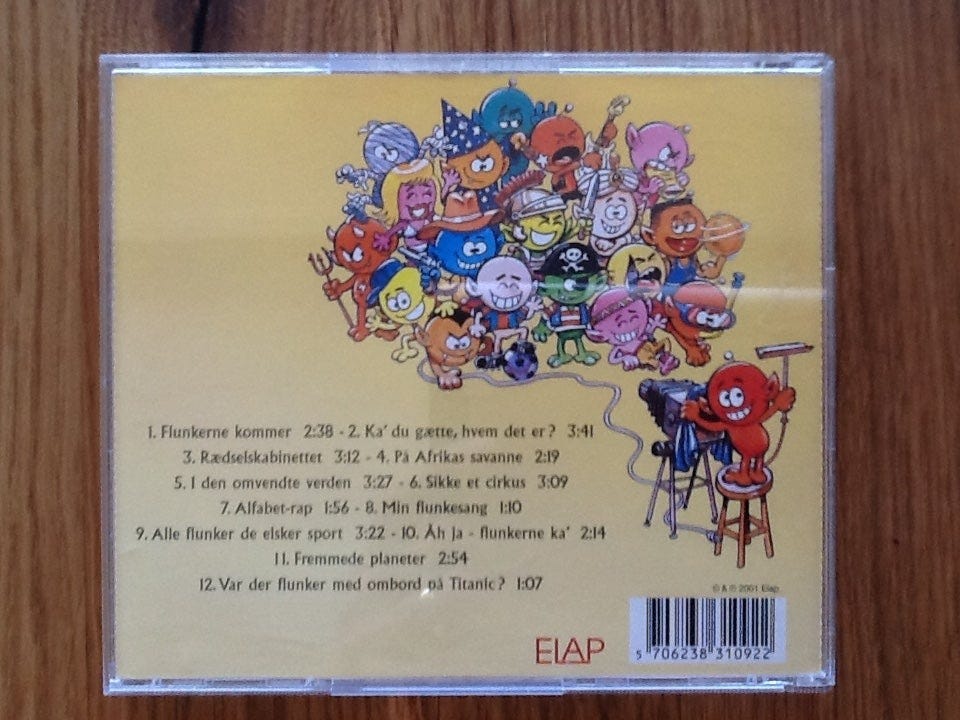 1. Flunkerne kommer 2:38 - 2. Ka' du gætte, hvem det er? 3:41
3. Rædselskabinettet 3:12 - 4. På Afrikas savanne 2:19
5. I den omvendte verden 3:27 - 6. Sikke et cirkus 3:09
7. Alfabet-rap 1:56 - 8. Min flunkesang 1:10
9. Alle flunker de elsker sport 3:22 - 10. Åh Ja - flunkerne ka' 2:14
11. Fremmede planeter 2:54
12. Var der flunker med ombord på Titanic? 1:07
© & ℗ 2001 Elap
ELAP
5 706238 310922